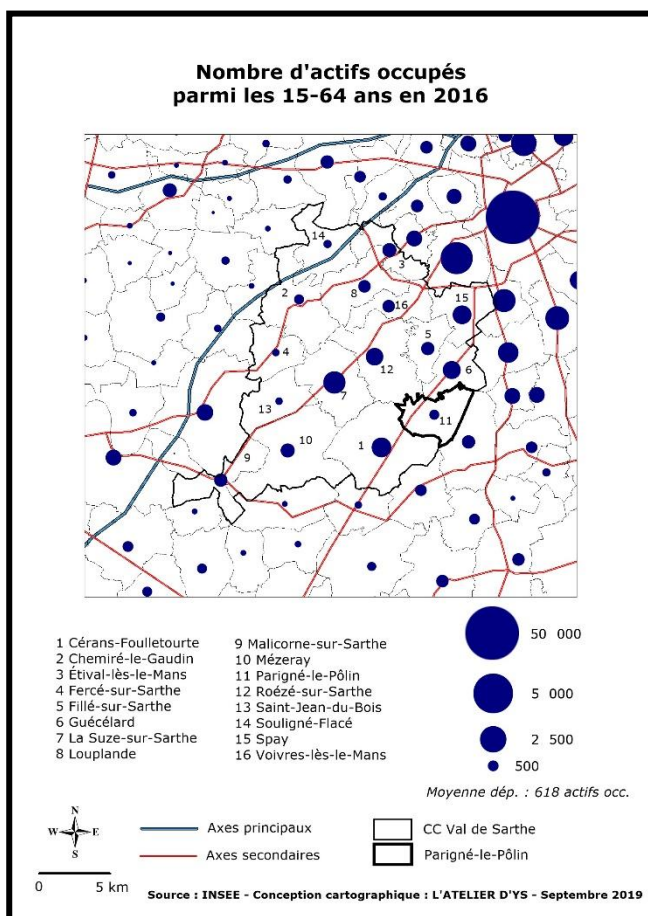 Nombre d'actifs occupés
parmi les 15-64 ans en 2016
14
3
2
8
16
15
5
4
12
6
7
13
11
9
10
1
1 Cérans-Foulletourte
2 Chemiré-le-Gaudin
3 Étival-lès-le Mans
4 Fercé-sur-Sarthe
5 Fillé-sur-Sarthe
6 Guécélard
7 La Suze-sur-Sarthe
8 Louplande
9 Malicorne-sur-Sarthe
10 Mézeray
11 Parigné-le-Pôlin
12 Roézé-sur-Sarthe
13 Saint-Jean-du-Bois
14 Souligné-Flacé
15 Spay
16 Voivres-lès-le-Mans
50 000
5 000
2 500
500
Moyenne dép. : 618 actifs occ.
N
W E
S
Axes principaux
Axes secondaires
CC Val de Sarthe
Parigné-le-Pôlin
0 5 km
Source : INSEE - Conception cartographique : L'ATELIER D'YS - Septembre 2019